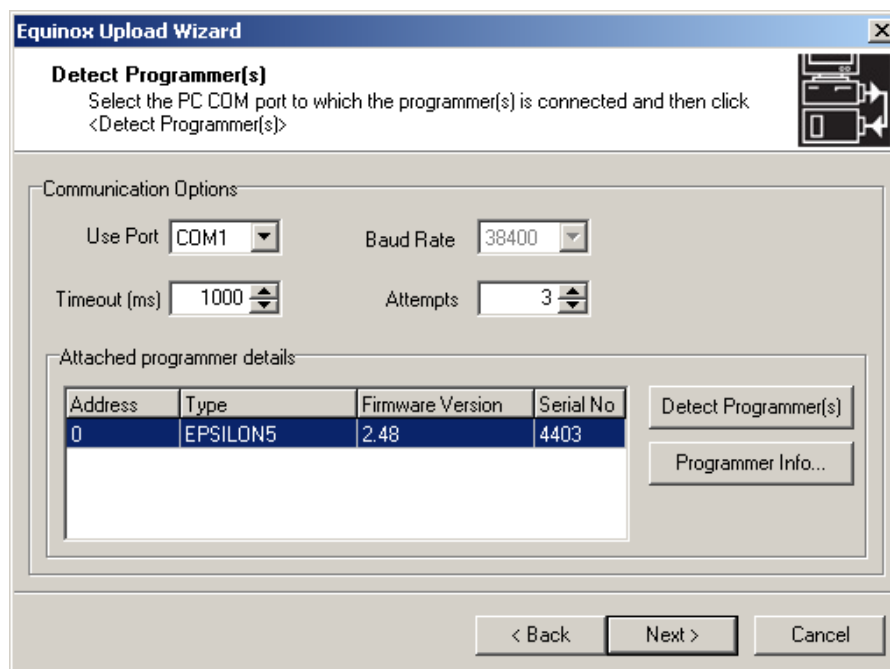 Equinox Upload Wizard
Detect Programmer(s)
Select the PC COM port to which the programmer(s) is connected and then click
<Detect Programmer(s)>
Communication Options
Use Port COM1 Baud Rate 38400
Timeout (ms) 1000 Attempts 3
Attached programmer details
Address Type Firmware Version Serial No Detect Programmer(s)
0 EPSILON5 2.48 4403
Programmer Info...
< Back Next > Cancel